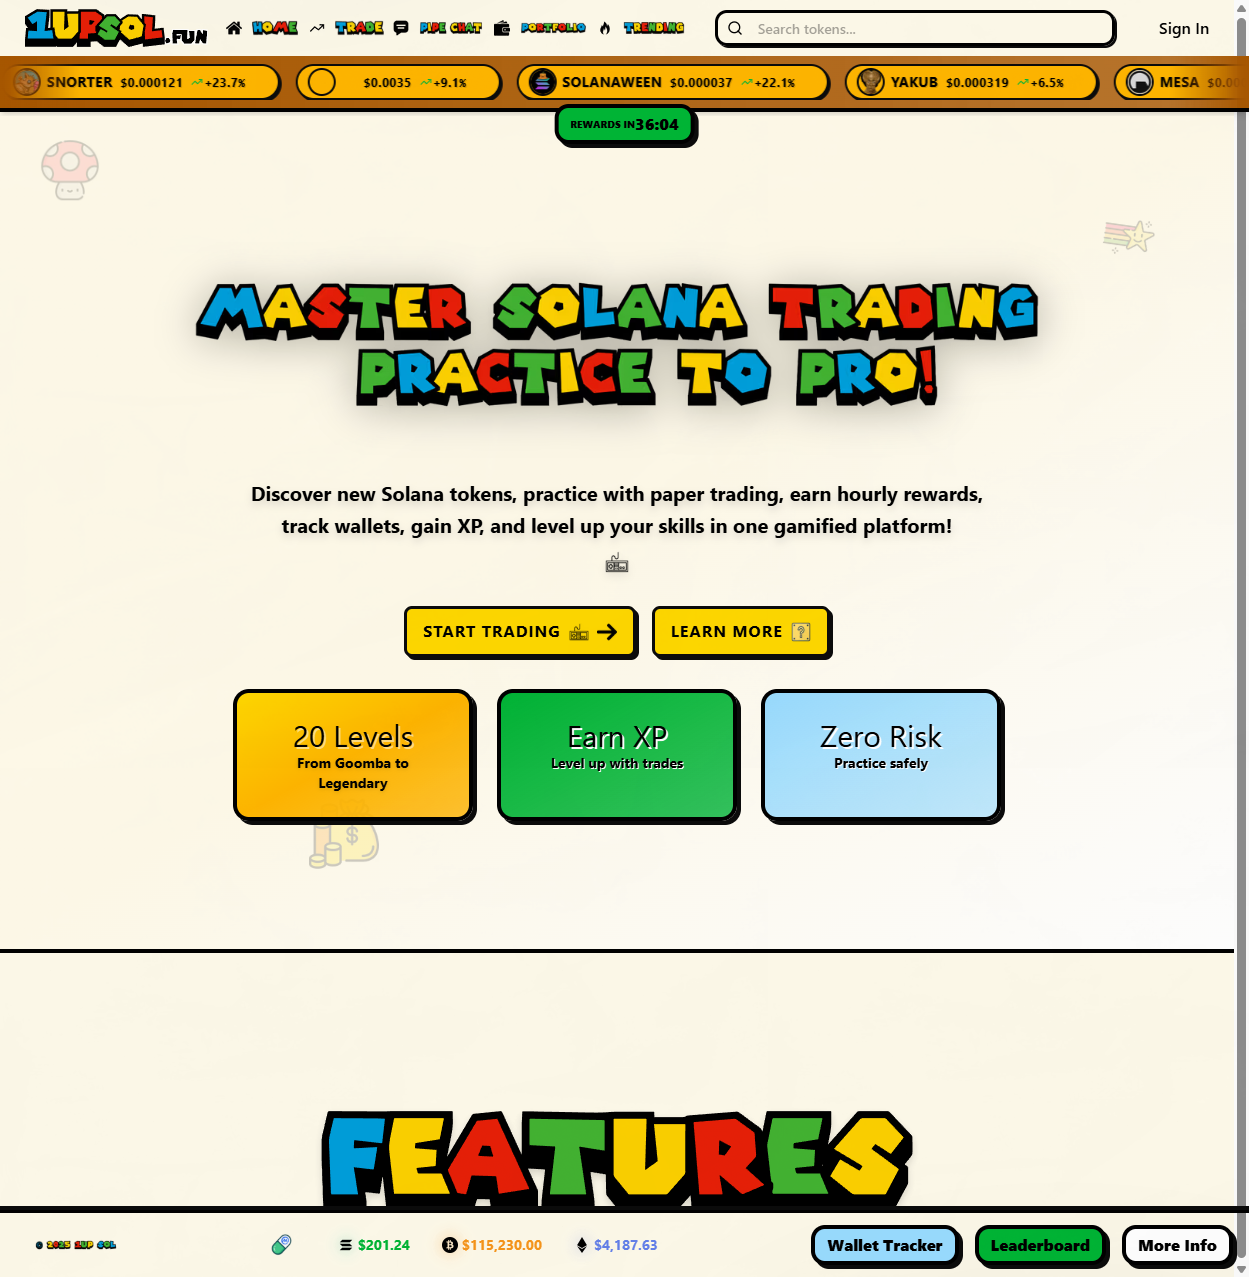 1UPSOL.FUN
HOME
TRADE
PIPE CHAT
PORTFOLIO
TRENDING
Search tokens...
Sign In
SNORTER $0.000121 +23.7%
$0.0035 +9.1%
SOLANAWEEN $0.000037 +22.1%
YAKUB $0.000319 +6.5%
MESA $0.00
REWARDS IN 36:04
MASTER SOLANA TRADING
PRACTICE TO PRO!
Discover new Solana tokens, practice with paper trading, earn hourly rewards,
track wallets, gain XP, and level up your skills in one gamified platform!
START TRADING
LEARN MORE
20 Levels
From Goomba to
Legendary
Earn XP
Level up with trades
Zero Risk
Practice safely
FEATURES
© 2025 1UP SOL
$201.24
$115,230.00
$4,187.63
Wallet Tracker
Leaderboard
More Info